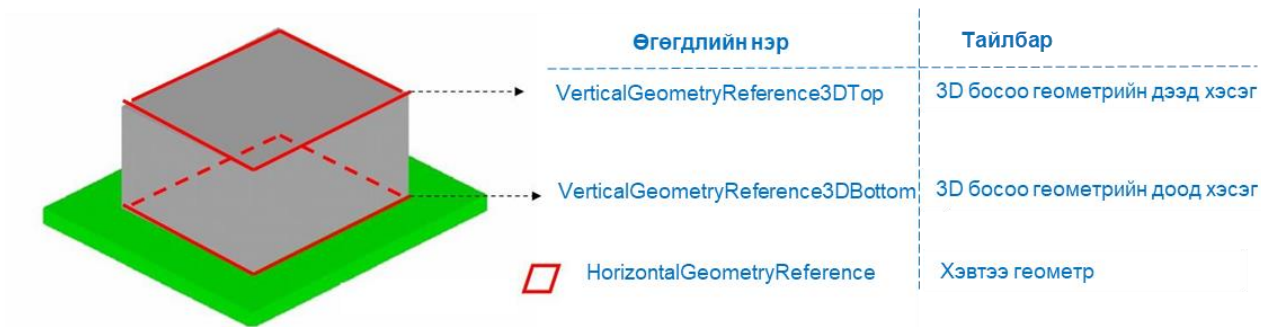 Өгөгдлийн нэр
Тайлбар
VerticalGeometryReference3DTop
3D босоо геометрийн дээд хэсэг
VerticalGeometryReference3DBottom
3D босоо геометрийн доод хэсэг
HorizontalGeometryReference
Хэвтээ геометр